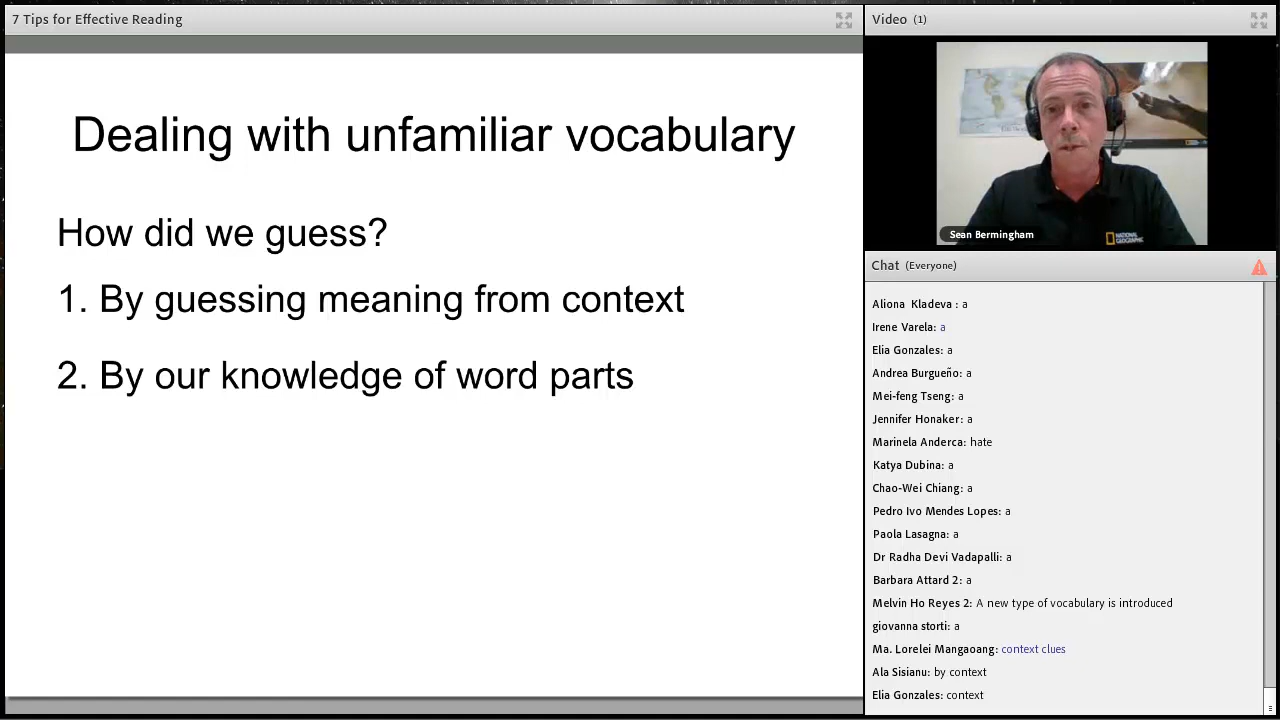 7 Tips for Effective Reading
Dealing with unfamiliar vocabulary
How did we guess?
1. By guessing meaning from context
2. By our knowledge of word parts
Video (1)
Sean Bermingham
NATIONAL
GEOGRAPHIC
Chat (Everyone)
Aliona Kladeva : a
Irene Varela: a
Elia Gonzales: a
Andrea Burgueño: a
Mei-feng Tseng: a
Jennifer Honaker: a
Marinela Anderca: hate
Katya Dubina: a
Chao-Wei Chiang: a
Pedro Ivo Mendes Lopes: a
Paola Lasagna: a
Dr Radha Devi Vadapalli: a
Barbara Attard 2: a
Melvin Ho Reyes 2: A new type of vocabulary is introduced
giovanna storti: a
Ma. Lorelei Mangaoang: context clues
Ala Sisianu: by context
Elia Gonzales: context